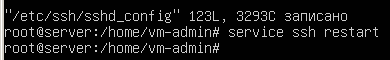 "/etc/ssh/sshd_config" 123L, 3293C записано
root@server:/home/vm-admin# service ssh restart
root@server:/home/vm-admin#